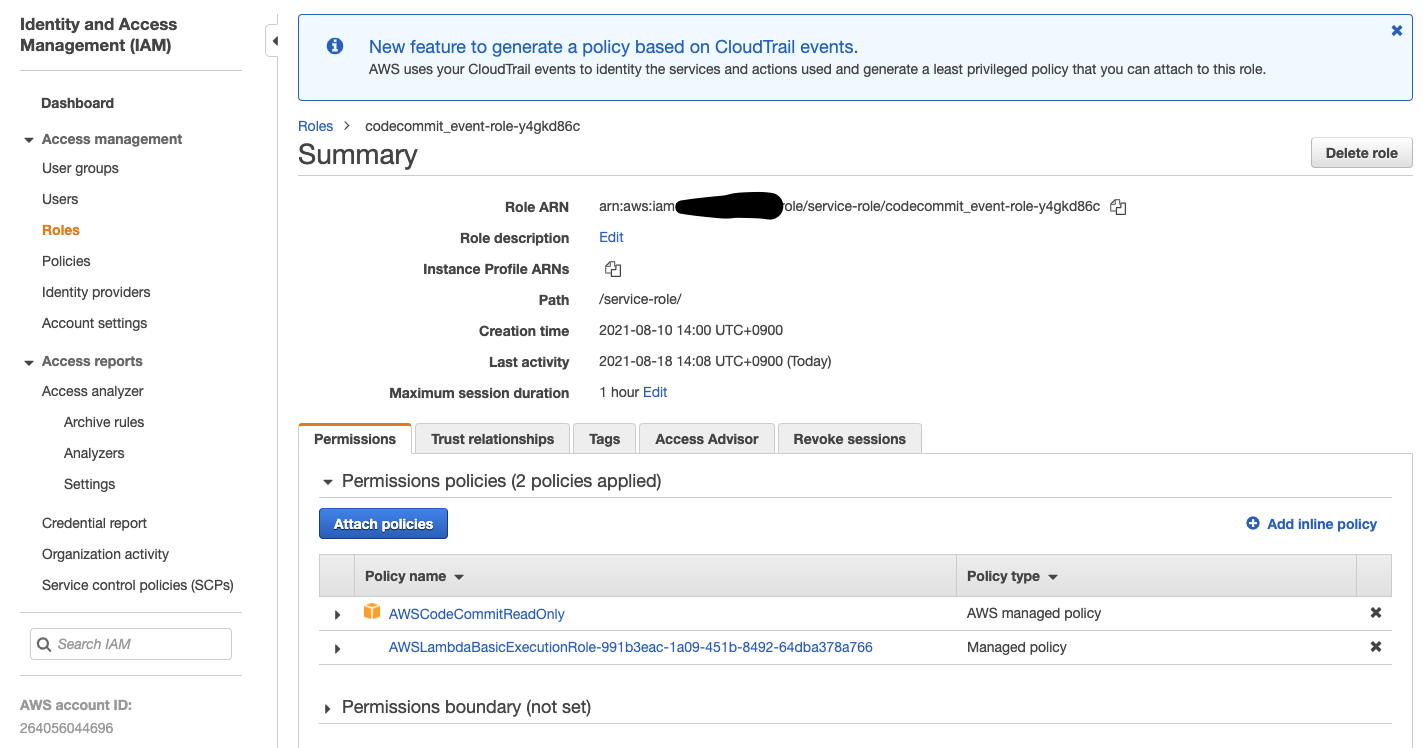 Identity and Access
Management (IAM)
Dashboard
Access management
User groups
Users
Roles
Policies
Identity providers
Account settings
Access reports
Access analyzer
Archive rules
Analyzers
Settings
Credential report
Organization activity
Service control policies (SCPs)
Search IAM
AWS account ID:
264056044696
New feature to generate a policy based on CloudTrail events.
AWS uses your CloudTrail events to identity the services and actions used and generate a least privileged policy that you can attach to this role.
Roles > codecommit_event-role-y4gkd86c
Summary
Delete role
Role ARN arn:aws:iam ole/service-role/codecommit_event-role-y4gkd86c
Role description Edit
Instance Profile ARNs
Path /service-role/
Creation time 2021-08-10 14:00 UTC+0900
Last activity 2021-08-18 14:08 UTC+0900 (Today)
Maximum session duration 1 hour Edit
Permissions Trust relationships Tags Access Advisor Revoke sessions
Permissions policies (2 policies applied)
Attach policies Add inline policy
Policy name Policy type
AWSCodeCommitReadOnly AWS managed policy
AWSLambdaBasicExecutionRole-991b3eac-1a09-451b-8492-64dba378a766 Managed policy
Permissions boundary (not set)